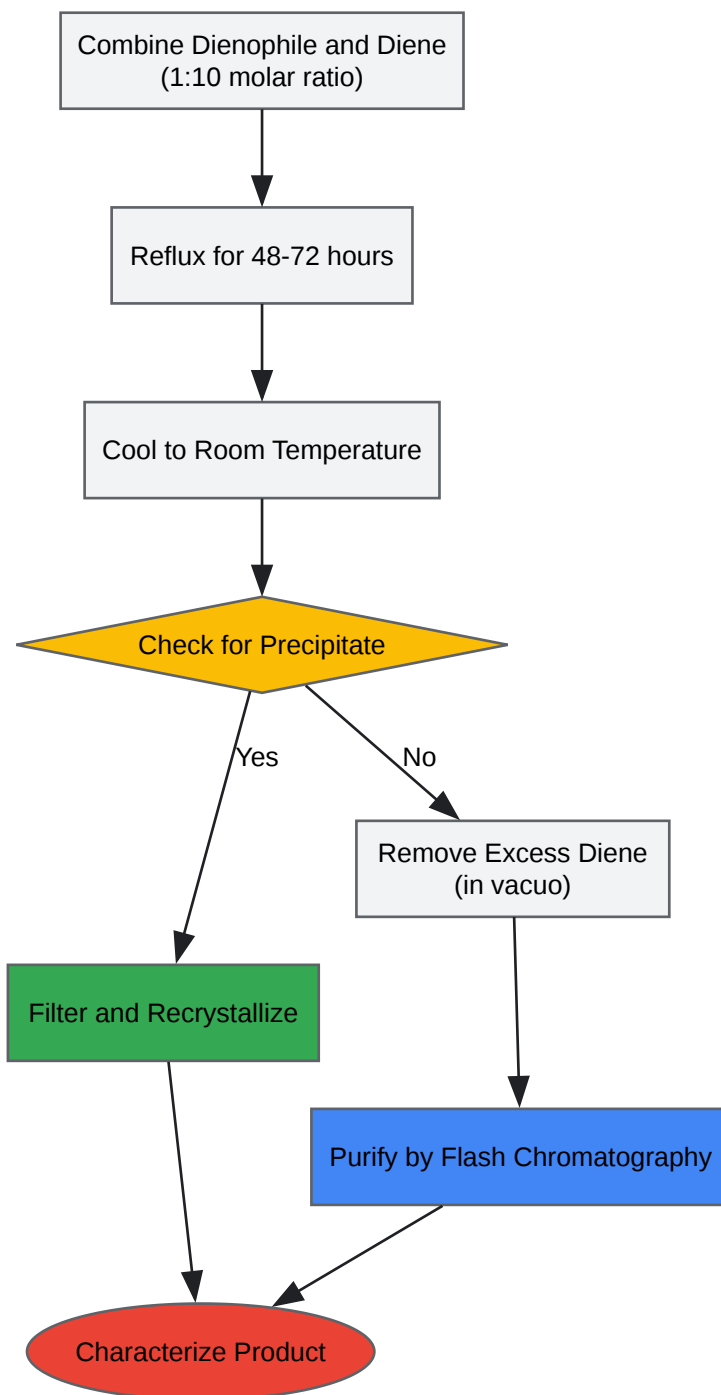 Combine Dienophile and Diene
(1:10 molar ratio)
Reflux for 48-72 hours
Cool to Room Temperature
Check for Precipitate
Yes
No
Remove Excess Diene
(in vacuo)
Filter and Recrystallize
Purify by Flash Chromatography
Characterize Product